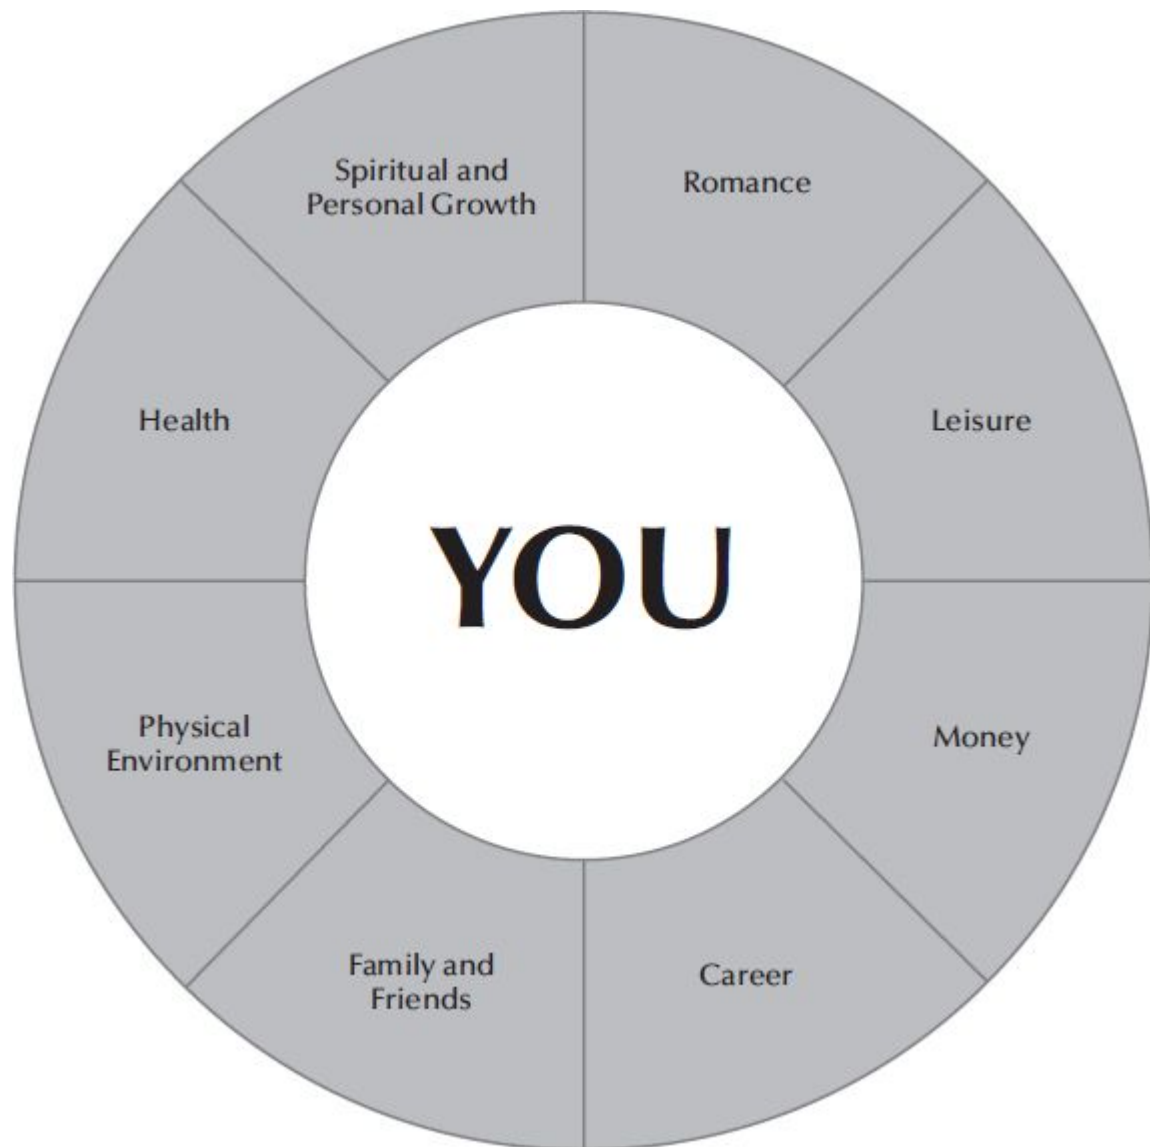 Spiritual and
Personal Growth
Romance
Health
Leisure
YOU
Physical
Environment
Money
Family and
Friends
Career